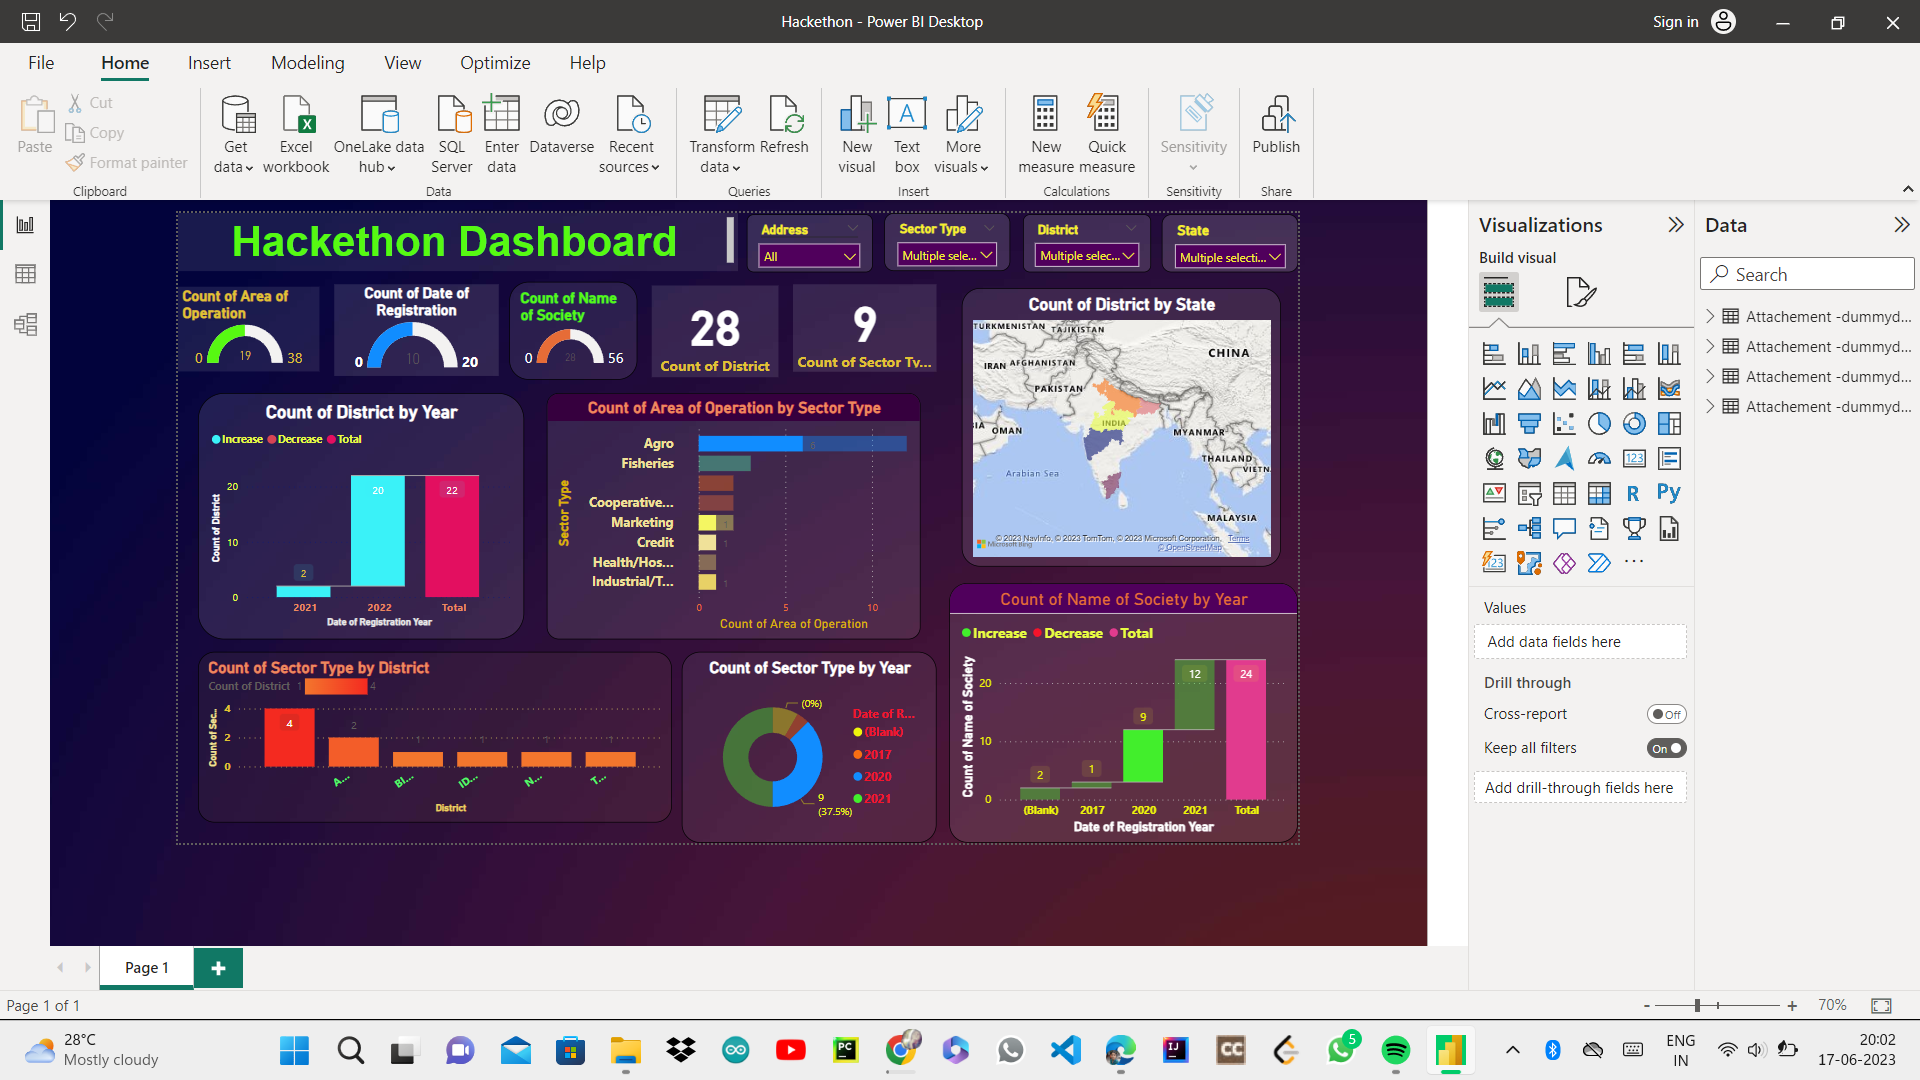 Hackethon - Power BI Desktop
Sign in
File
Home
Insert
Modeling
View
Optimize
Help
Paste
Cut
Copy
Format painter
Clipboard
Get data
Excel workbook
OneLake data hub
SQL Server
Enter data
Dataverse
Recent sources
Data
Transform data
Refresh
Queries
New visual
Text box
More visuals
Insert
New measure
Quick measure
Calculations
Sensitivity
Sensitivity
Publish
Share
Hackethon Dashboard
Address
All
Sector Type
Multiple sele...
District
Multiple selec...
State
Multiple selecti...
Count of Area of
Operation
0
19
38
Count of Date of
Registration
0
10
20
Count of Name
of Society
0
28
56
28
Count of District
9
Count of Sector Ty...
Count of District by State
TURKMENISTAN
TAJIKISTAN
CHINA
IRAN
AFGHANISTAN
PAKISTAN
INDIA
OMAN
MYANMAR
THAILAND
VIETN
Arabian Sea
MALAYSIA
© 2023 NavInfo, © 2023 TomTom, © 2023 Microsoft Corporation, Terms
Microsoft Bing
© OpenStreetMap
Count of District by Year
Increase
Decrease
Total
Count of District
20
10
0
2
20
22
2021
2022
Total
Date of Registration Year
Count of Area of Operation by Sector Type
Sector Type
Agro
6
Fisheries
Cooperative...
Marketing
1
Credit
1
Health/Hos...
Industrial/T...
1
0
5
10
Count of Area of Operation
Count of Sector Type by District
Count of District
1
4
Count of Sec...
4
2
0
4
2
1
1
1
1
A...
BI...
ID...
N...
T...
District
Count of Sector Type by Year
(0%)
9
(37.5%)
Date of R...
(Blank)
2017
2020
2021
Count of Name of Society by Year
Increase
Decrease
Total
Count of Name of Society
20
10
0
2
1
9
12
24
(Blank)
2017
2020
2021
Total
Date of Registration Year
Visualizations
Build visual
123
R
Py
123
Values
Add data fields here
Drill through
Cross-report
Off
Keep all filters
On
Add drill-through fields here
Data
Search
Attachement -dummyd...
Attachement -dummyd...
Attachement -dummyd...
Attachement -dummyd...
Page 1
Page 1 of 1
70%
28°C
Mostly cloudy
PC
CC
5
ENG
IN
20:02
17-06-2023